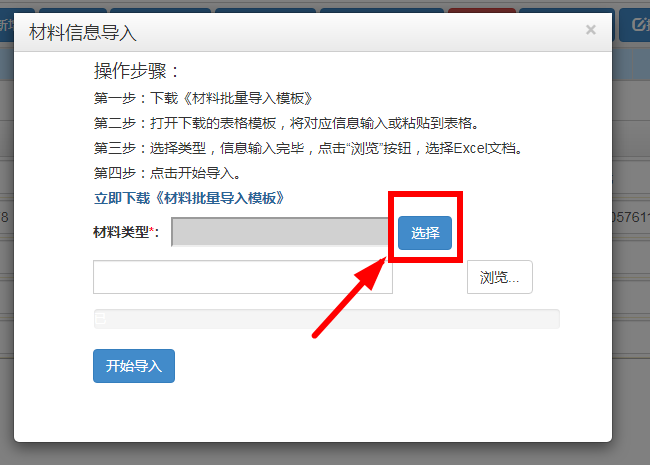 新增
材料信息导入
×
操作步骤：
第一步：下载《材料批量导入模板》
第二步：打开下载的表格模板，将对应信息输入或粘贴到表格。
第三步：选择类型，信息输入完毕，点击“浏览”按钮，选择Excel文档。
第四步：点击开始导入。
立即下载《材料批量导入模板》
8
05761
材料类型*：
选择
浏览...
开始导入